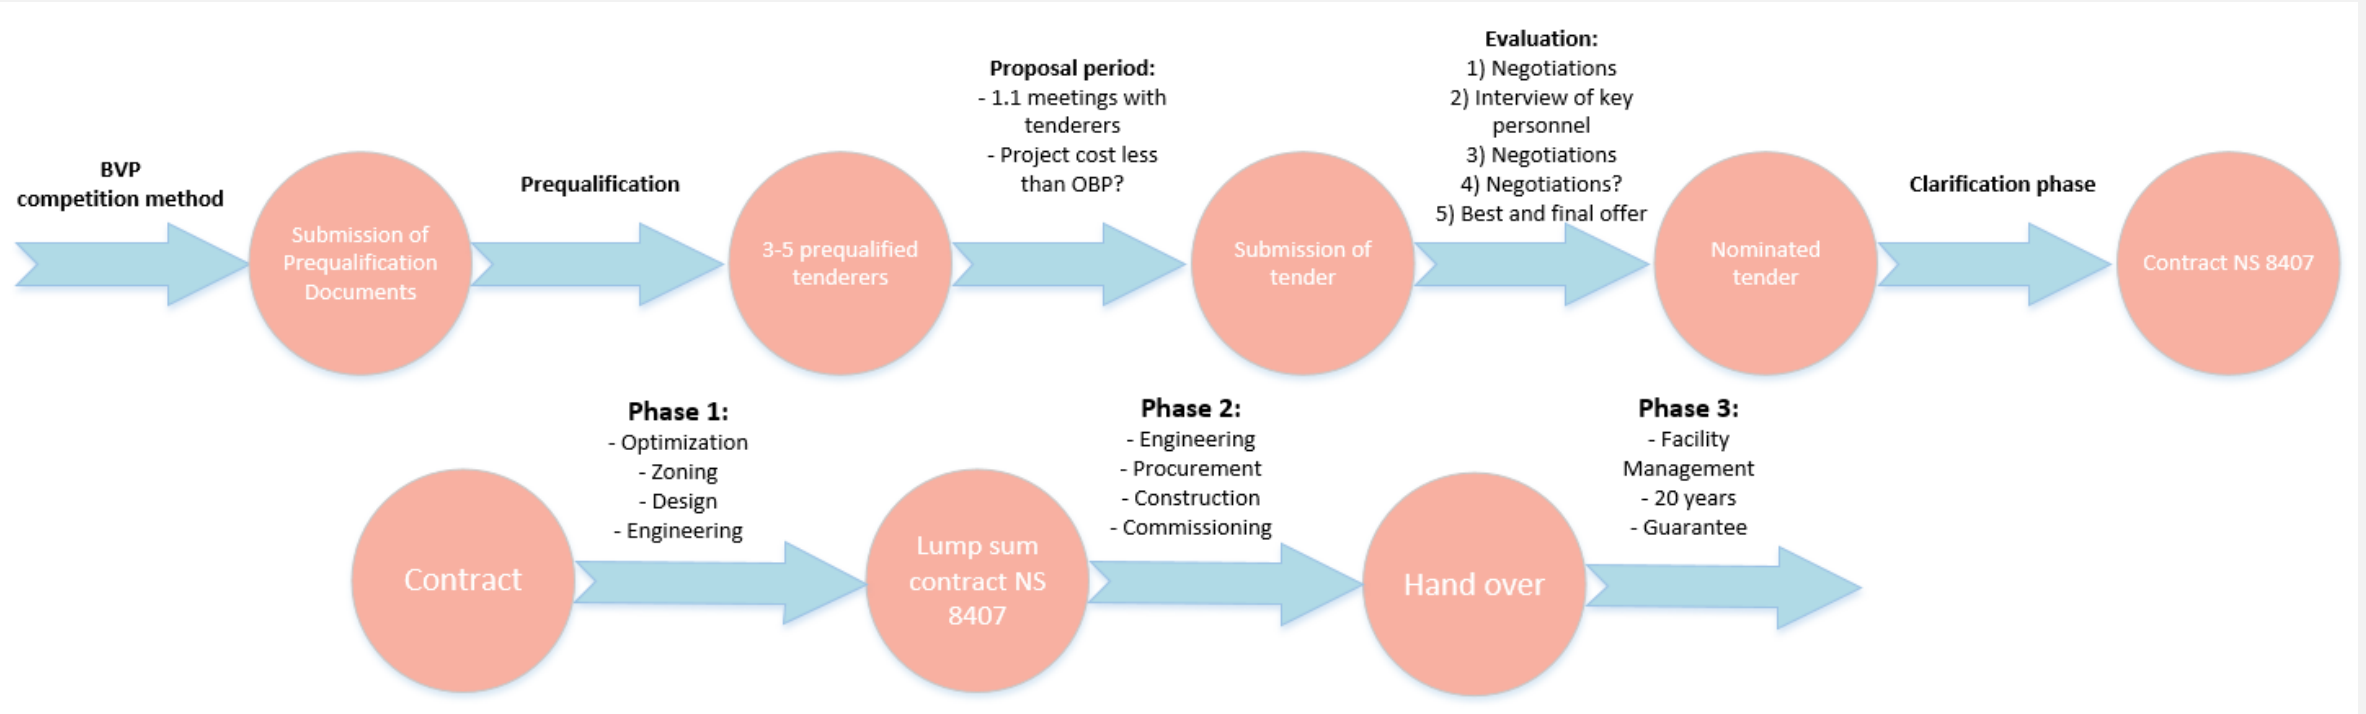 BVP
competition method
Submission of
Prequalification
Documents
Prequalification
3-5 prequalified
tenderers
Proposal period:
- 1.1 meetings with
tenderers
- Project cost less
than OBP?
Submission of
tender
Evaluation:
1) Negotiations
2) Interview of key
personnel
3) Negotiations
4) Negotiations?
5) Best and final offer
Nominated
tender
Clarification phase
Contract NS 8407
Contract
Phase 1:
- Optimization
- Zoning
- Design
- Engineering
Lump sum
contract NS
8407
Phase 2:
- Engineering
- Procurement
- Construction
- Commissioning
Hand over
Phase 3:
- Facility
Management
- 20 years
- Guarantee